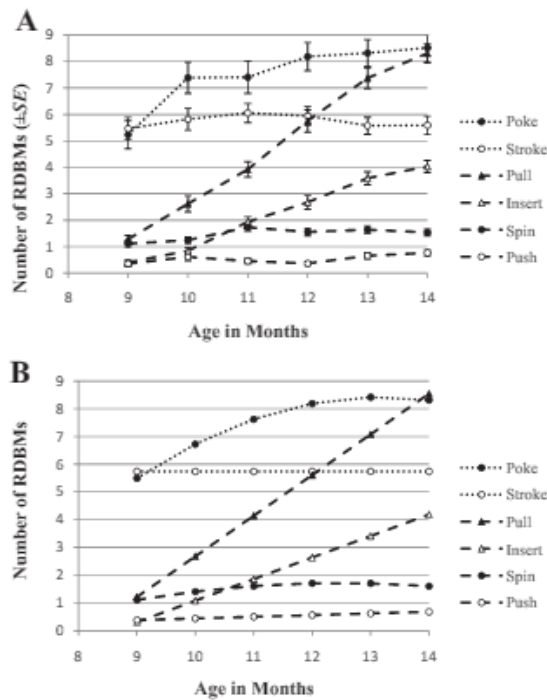 A
9
8
7
6
5
4
3
2
1
0
Number of RDBMs (±SE)
8 9 10 11 12 13 14
Age in Months
Poke
Stroke
Pull
Insert
Spin
Push
B
9
8
7
6
5
4
3
2
1
0
Number of RDBMs
8 9 10 11 12 13 14
Age in Months
Poke
Stroke
Pull
Insert
Spin
Push